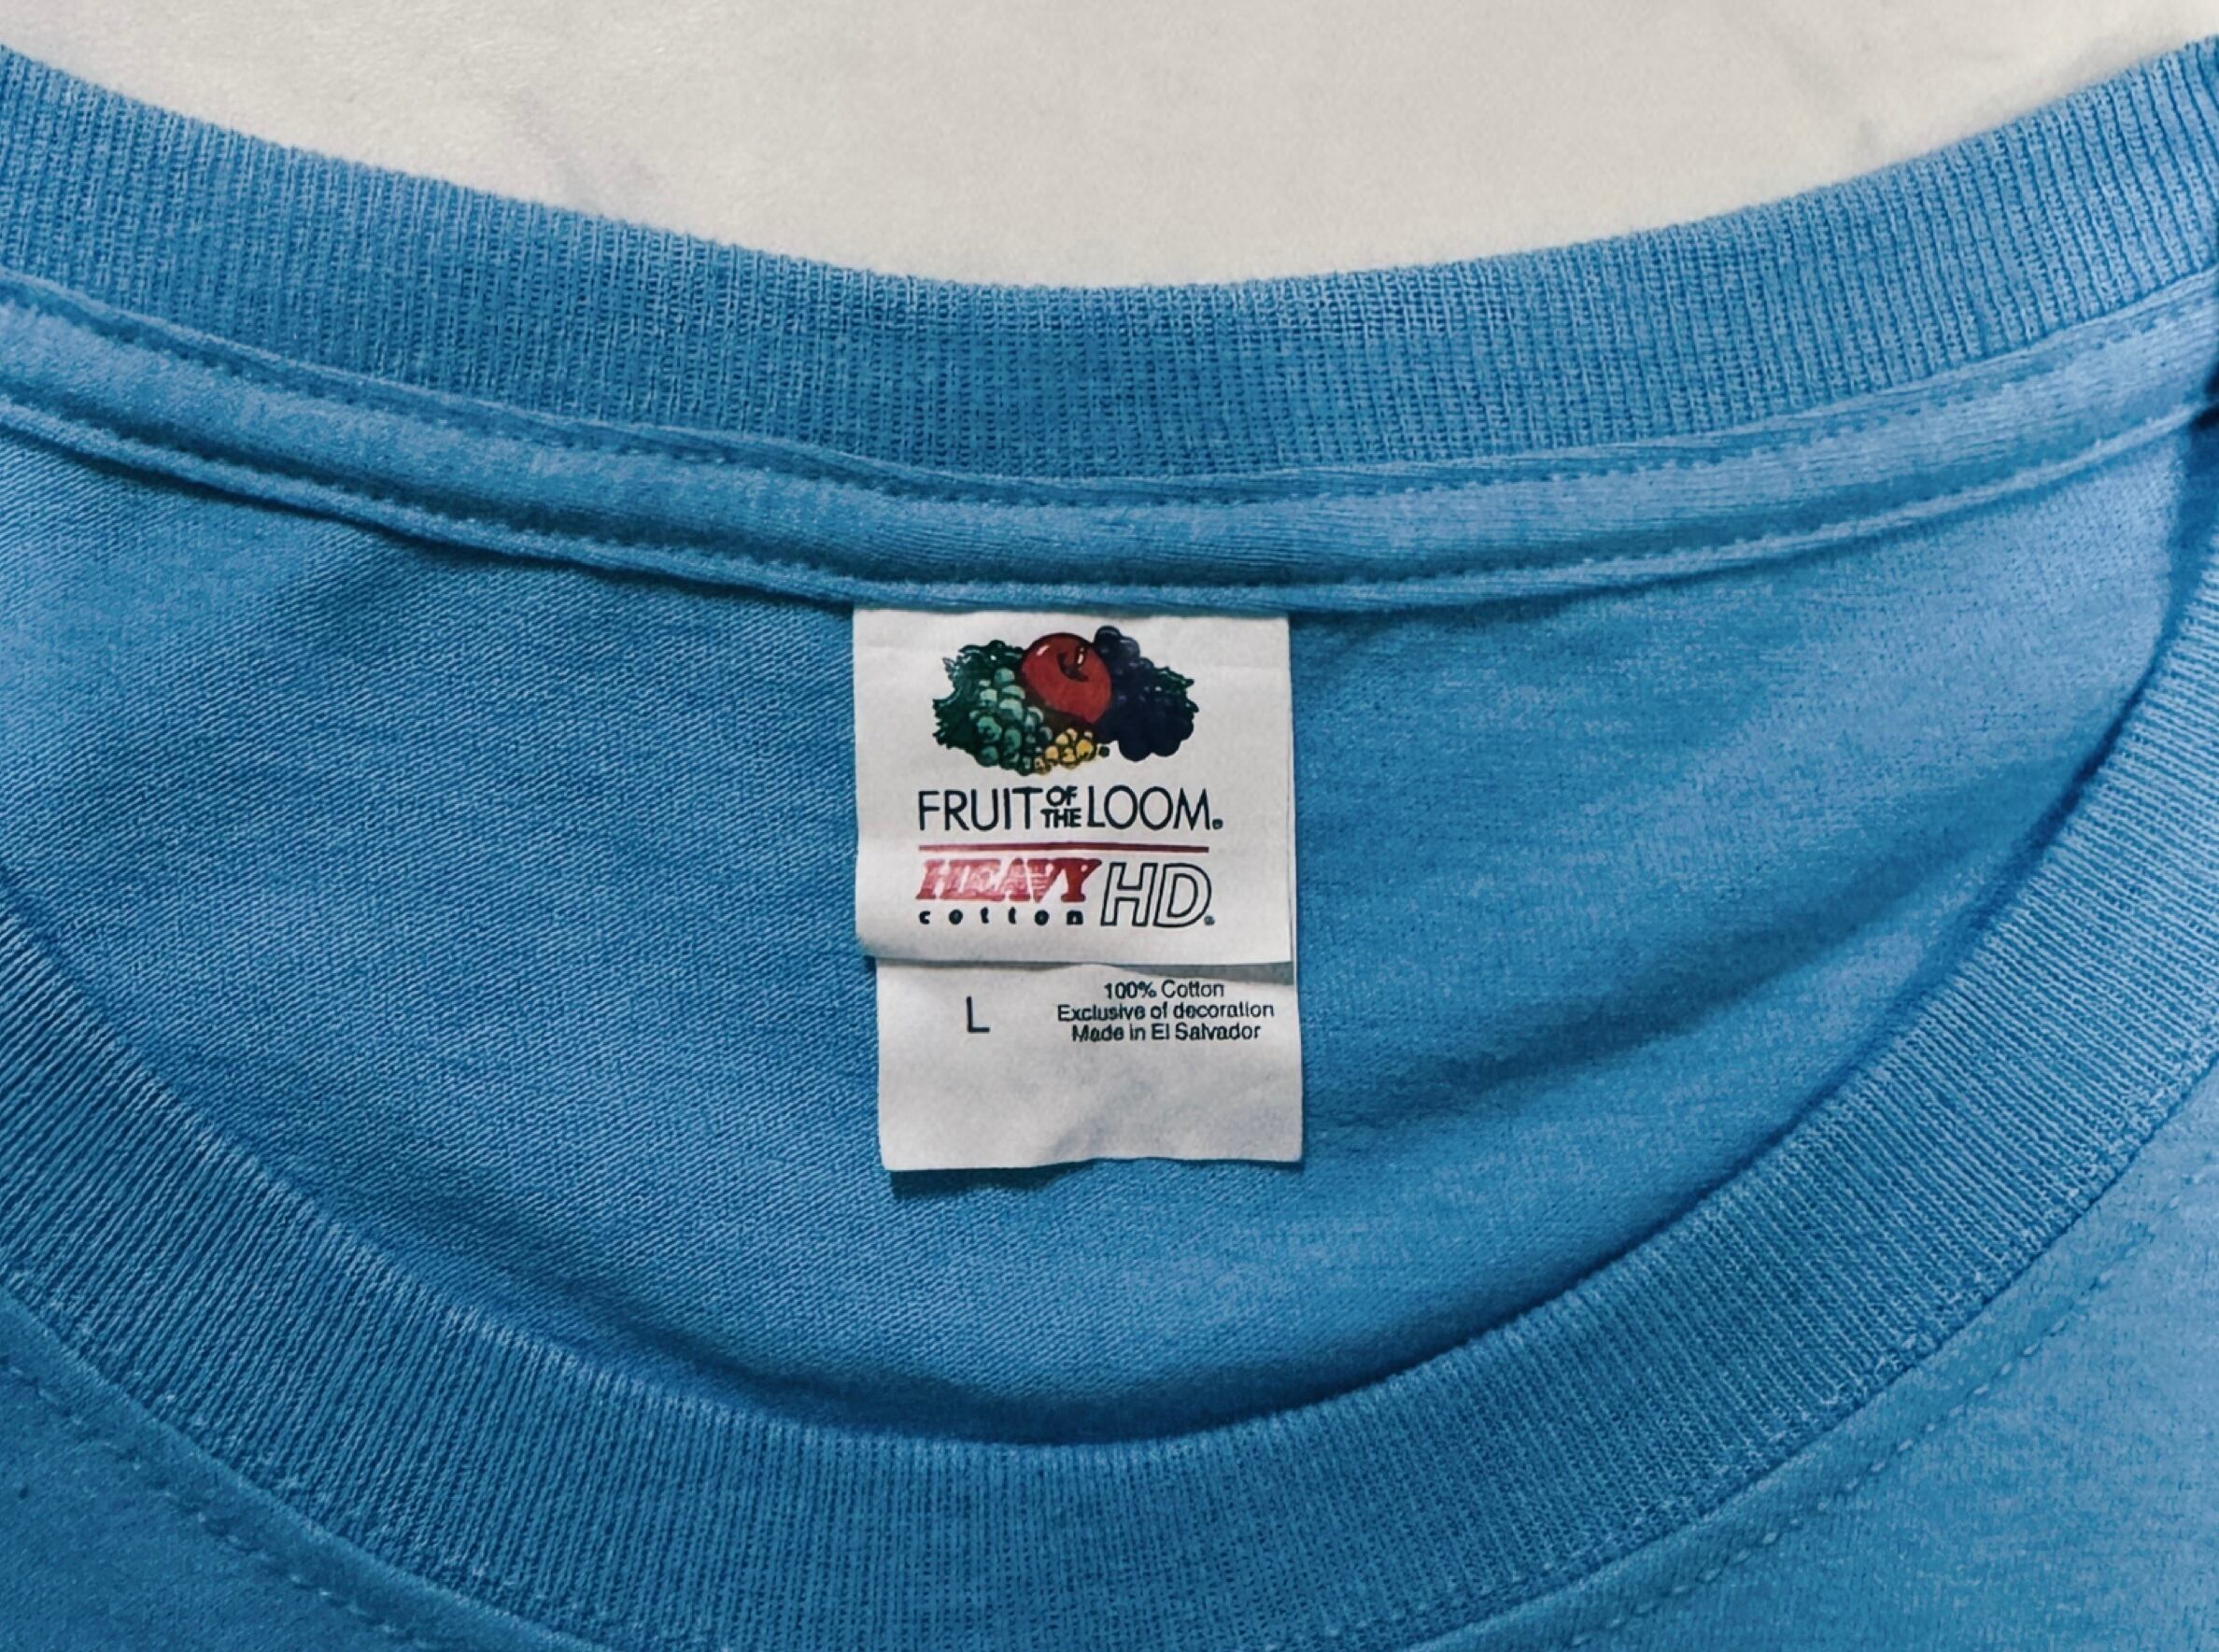 FRUIT OF THE LOOM®
HEAVY cotton HD®
L
100% Cotton
Exclusive of decoration
Made in El Salvador